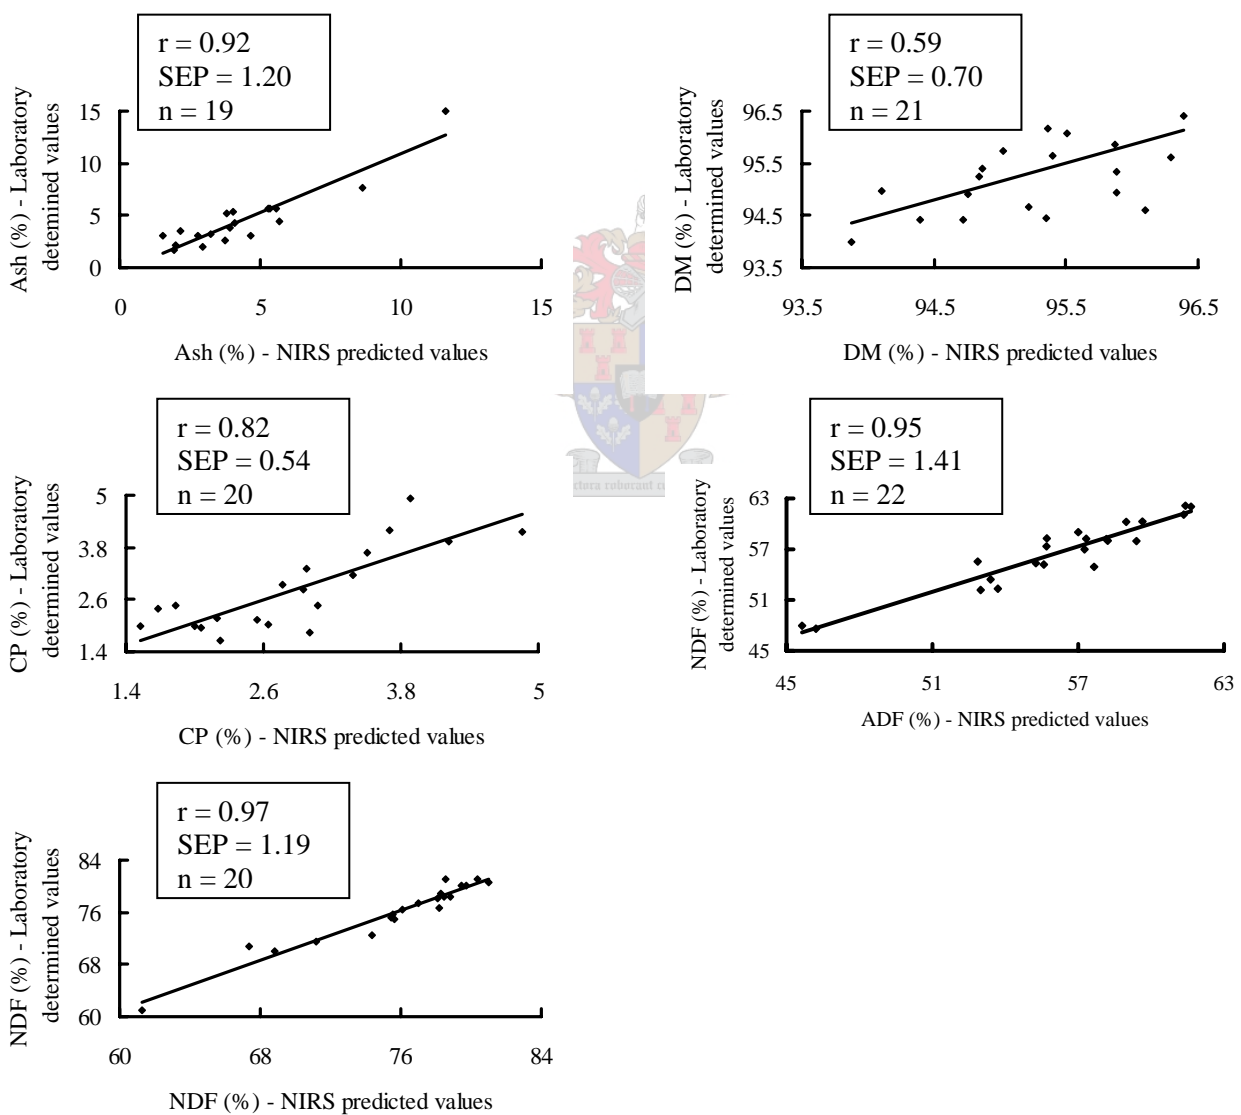 r = 0.92
SEP = 1.20
n = 19
Ash (%) - Laboratory
detemined values
15
10
5
0
0 5 10 15
Ash (%) - NIRS predicted values
r = 0.59
SEP = 0.70
n = 21
DM (%) - Laboratory
determined values
96.5
95.5
94.5
93.5
93.5 94.5 95.5 96.5
DM (%) - NIRS predicted values
r = 0.82
SEP = 0.54
n = 20
CP (%) - Laboratory
determined values
5
3.8
2.6
1.4
1.4 2.6 3.8 5
CP (%) - NIRS predicted values
r = 0.95
SEP = 1.41
n = 22
NDF (%) - Laboratory
determined values
63
57
51
45
45 51 57 63
ADF (%) - NIRS predicted values
roborant
r = 0.97
SEP = 1.19
n = 20
NDF (%) - Laboratory
determined values
84
76
68
60
60 68 76 84
NDF (%) - NIRS predicted values